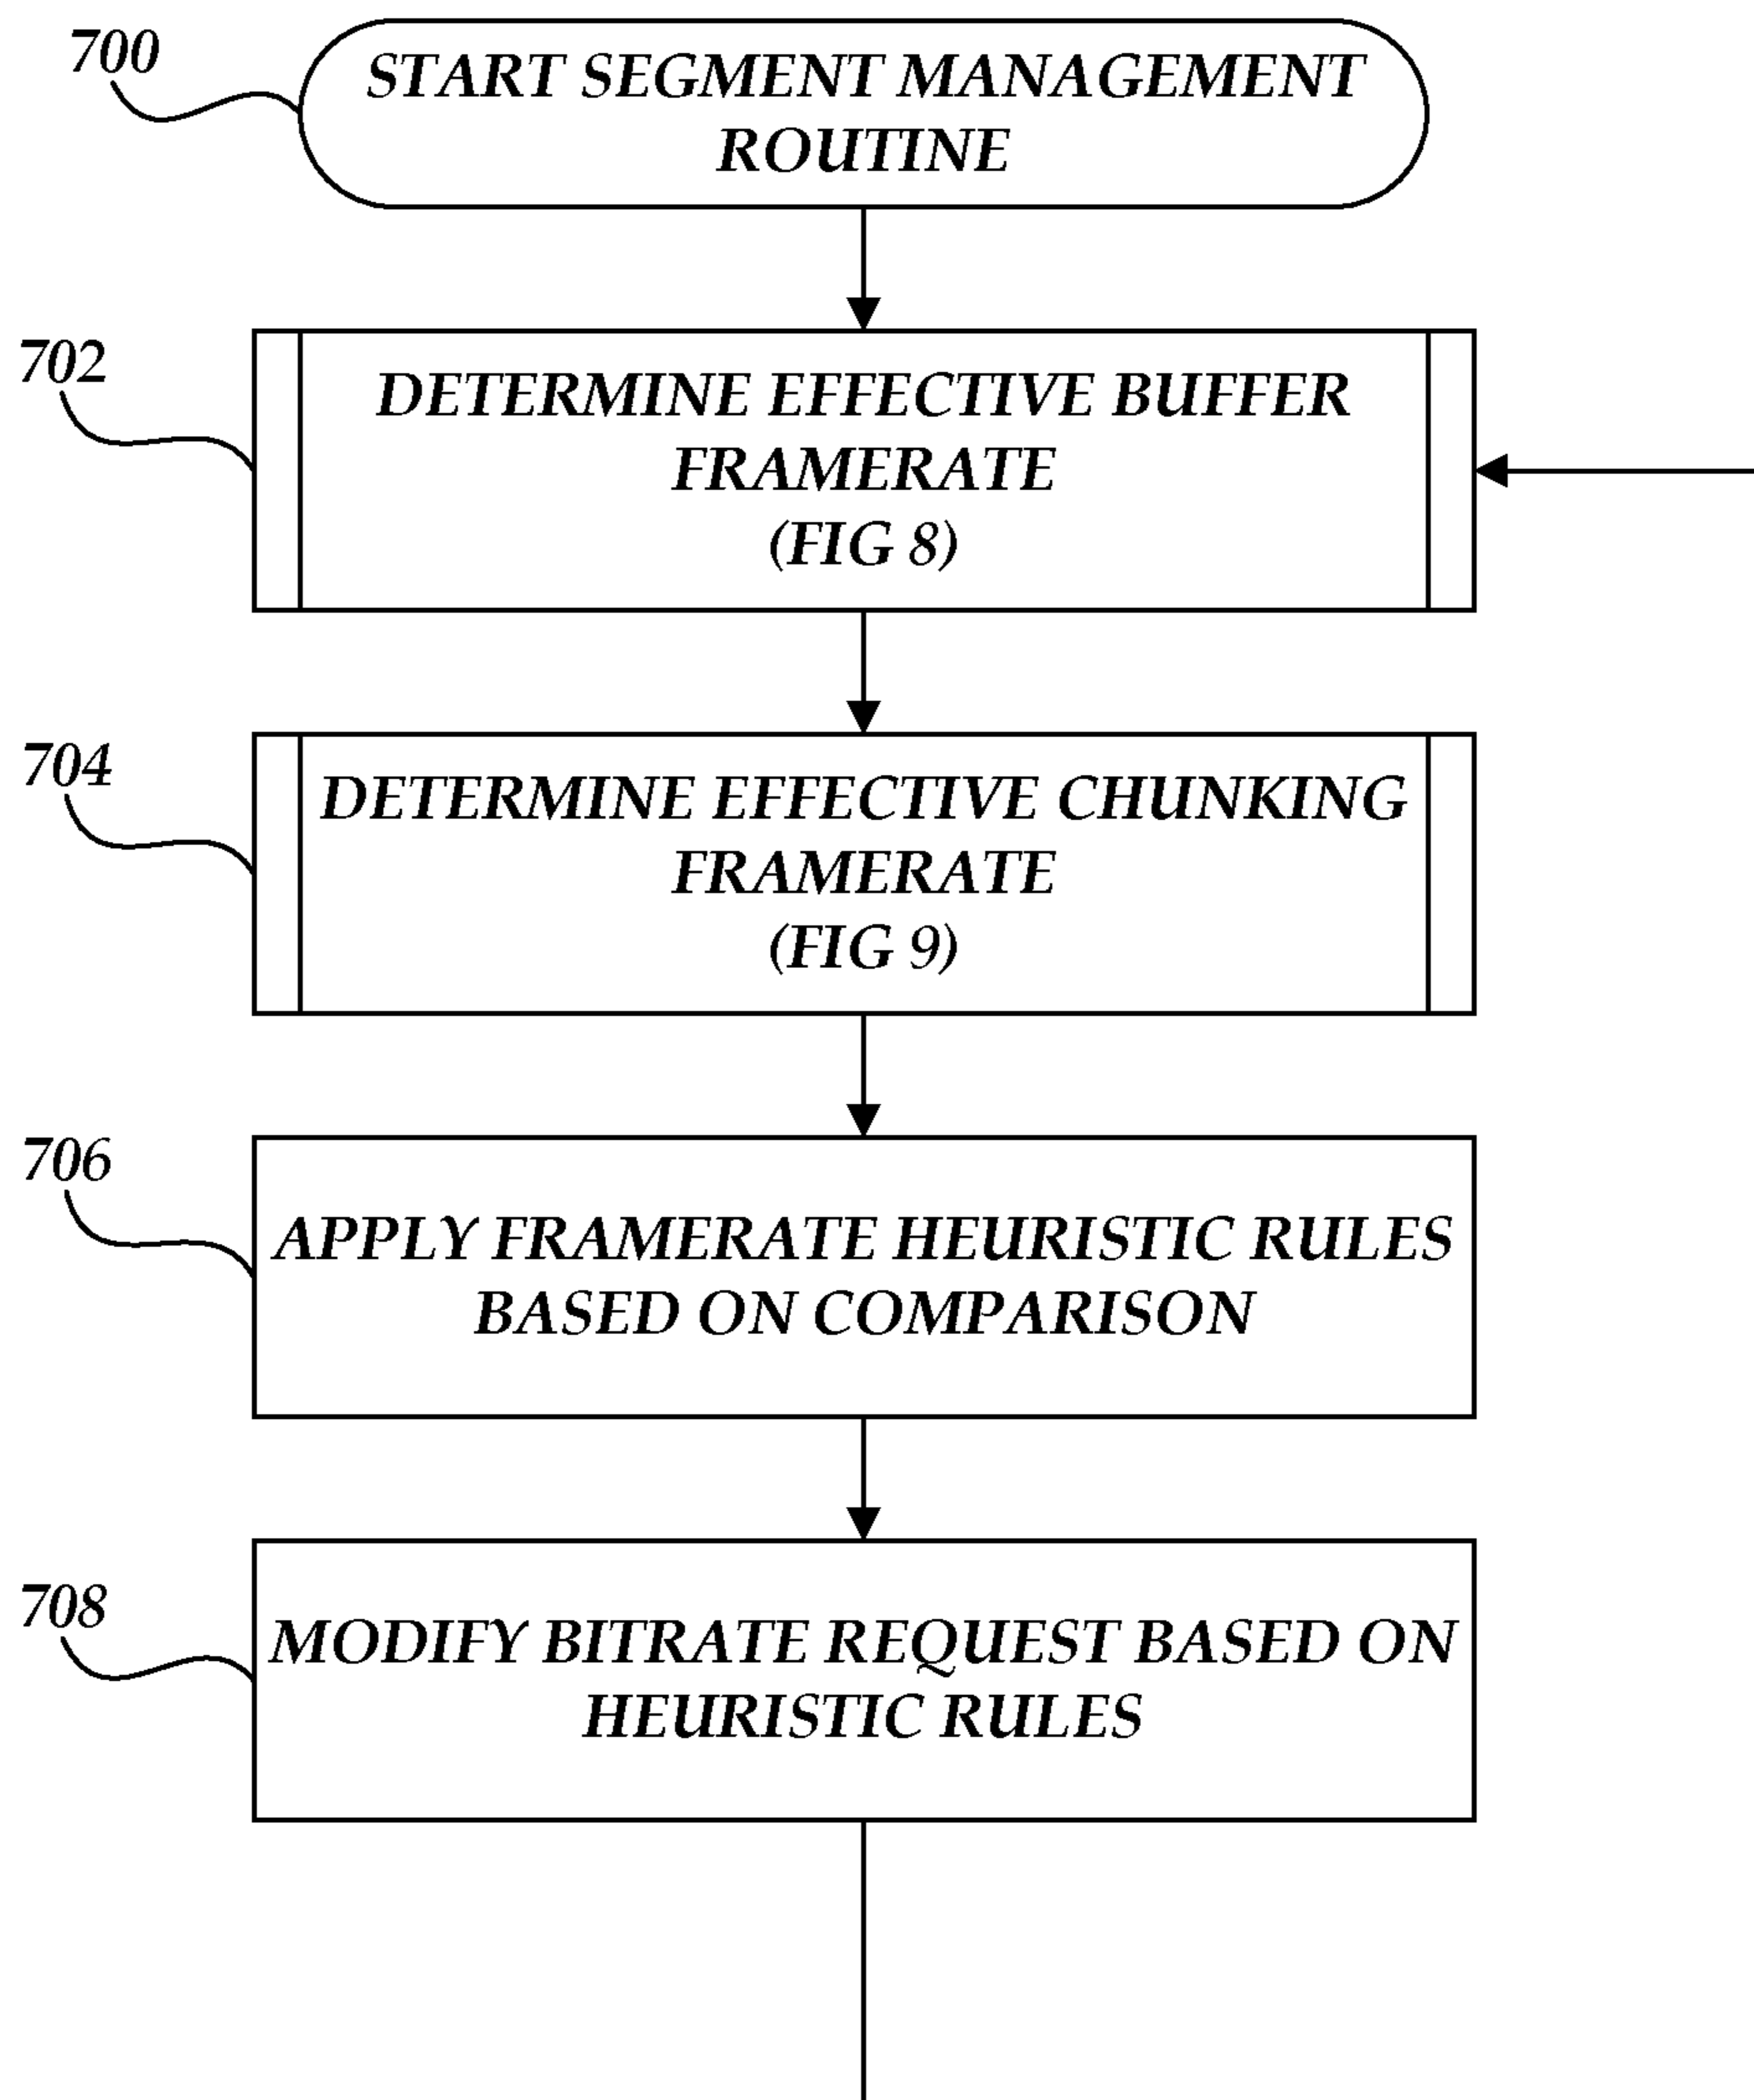 700
START SEGMENT MANAGEMENT
ROUTINE
702
DETERMINE EFFECTIVE BUFFER
FRAMERATE
(FIG 8)
704
DETERMINE EFFECTIVE CHUNKING
FRAMERATE
(FIG 9)
706
APPLY FRAMERATE HEURISTIC RULES
BASED ON COMPARISON
708
MODIFY BITRATE REQUEST BASED ON
HEURISTIC RULES